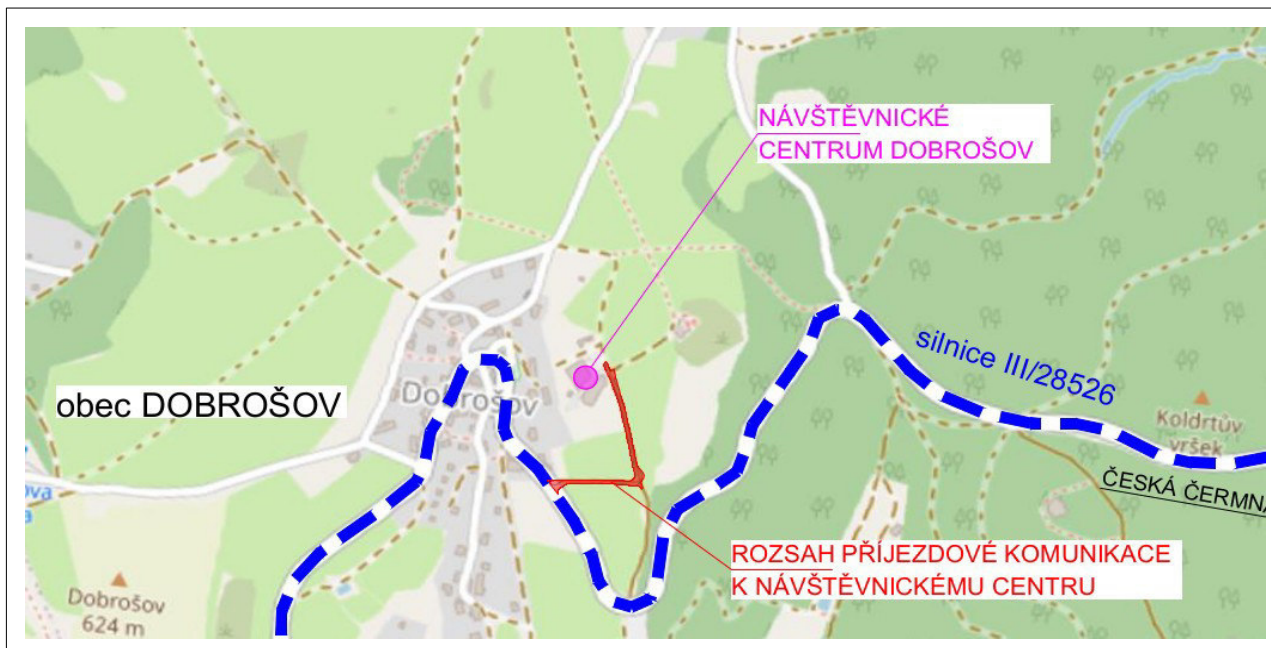 NÁVŠTĚVNICKÉ
CENTRUM DOBROŠOV
silnice III/28526
obec DOBROŠOV
Dobrošov
Koldrtův
vršek
ČESKÁ ČERMNÁ
ova
ROZSAH PŘÍJEZDOVÉ KOMUNIKACE
K NÁVŠTĚVNICKÉMU CENTRU
Dobrošov
624 m